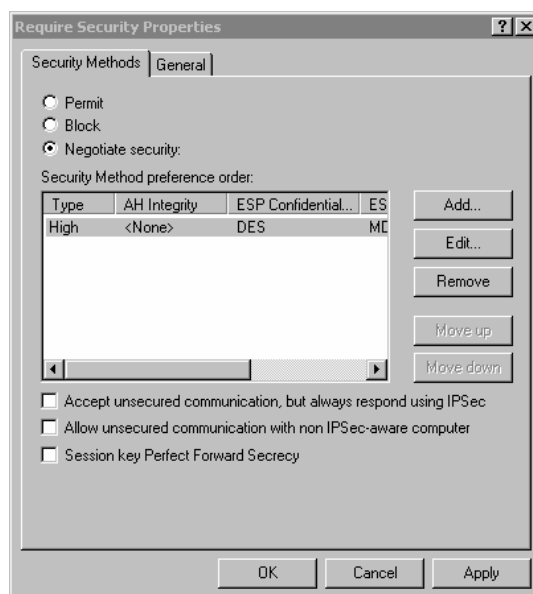 Require Security Properties
Security Methods General
Permit
Block
Negotiate security:
Security Method preference order:
Type AH Integrity ESP Confidential... ES
High <None> DES MD
Add...
Edit...
Remove
Move up
Move down
Accept unsecured communication, but always respond using IPSec
Allow unsecured communication with non IPSec-aware computer
Session key Perfect Forward Secrecy
OK Cancel Apply